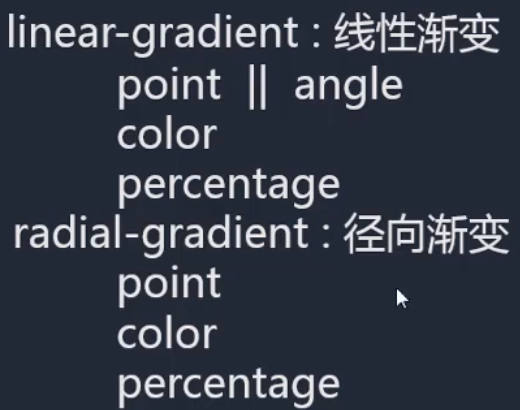 linear-gradient : 线性渐变
point || angle
color
percentage
radial-gradient : 径向渐变
point
color
percentage